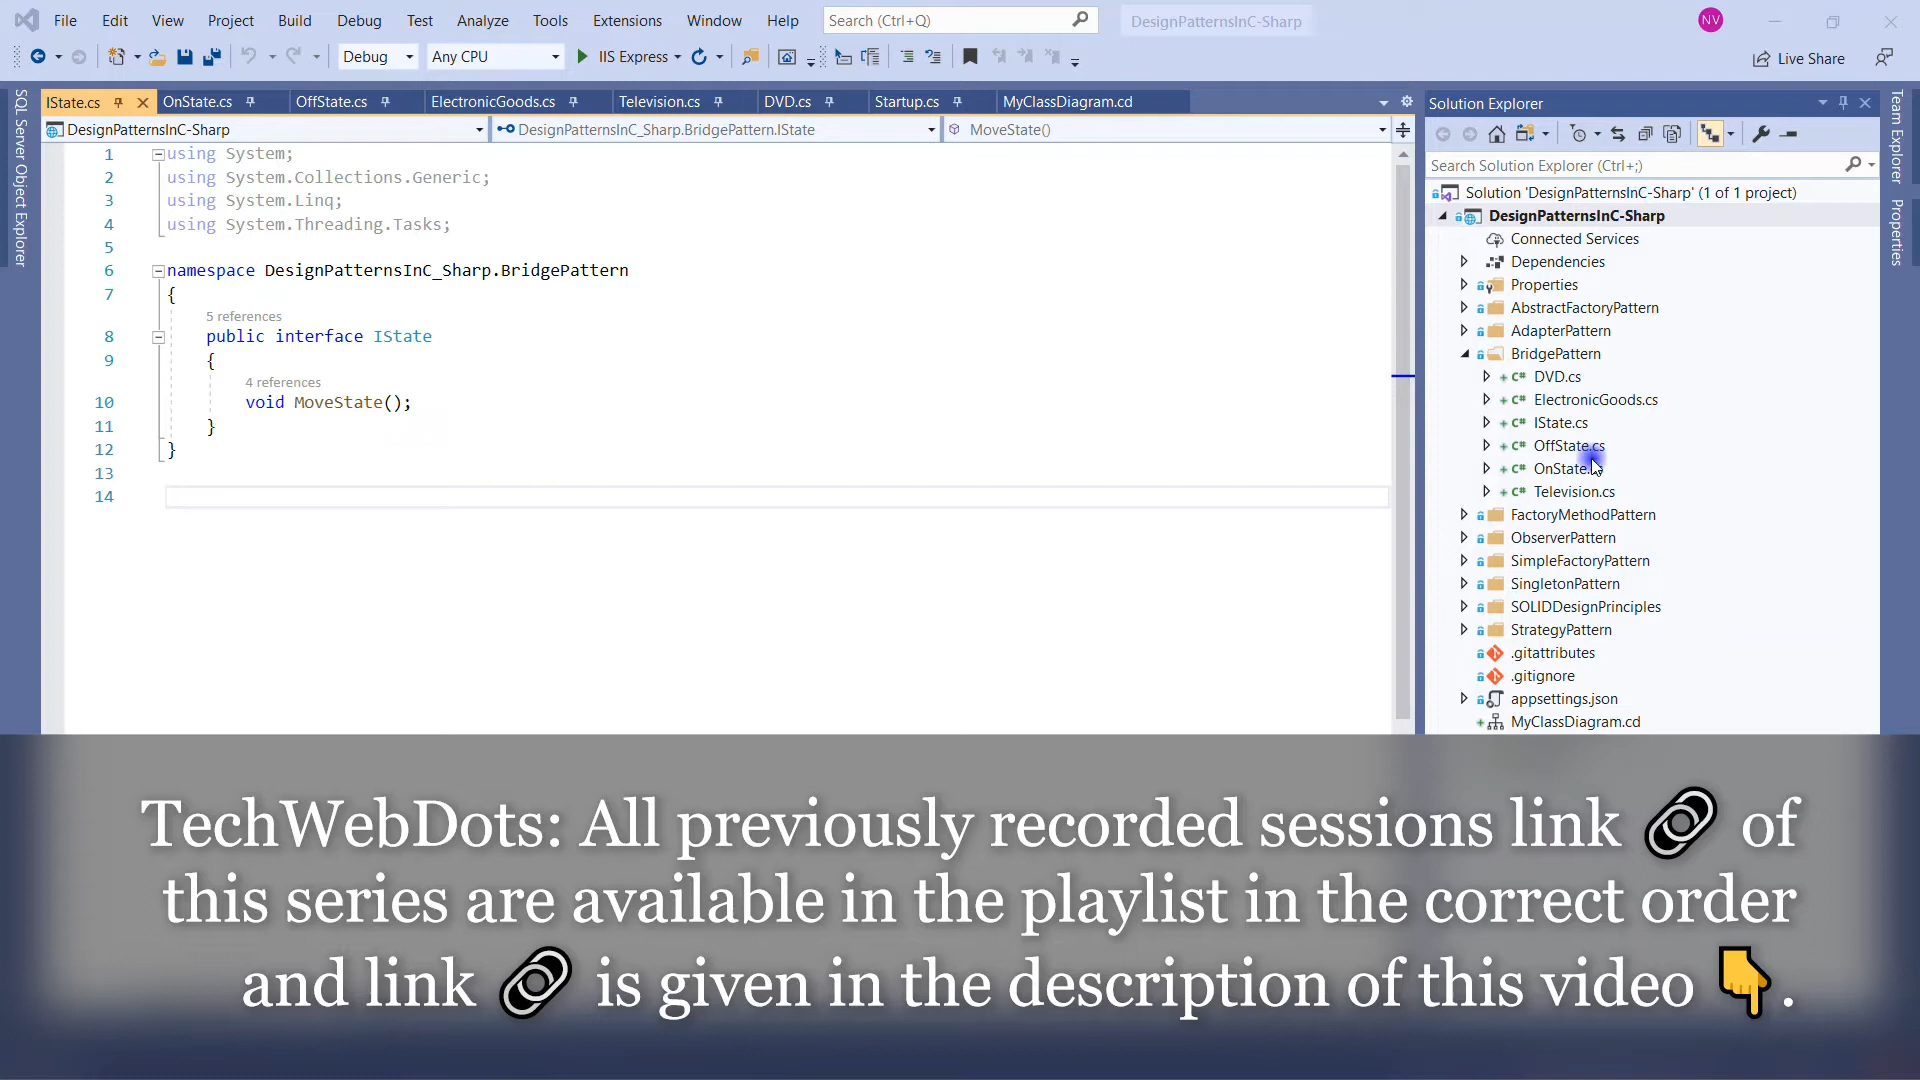 File Edit View Project Build Debug Test Analyze Tools Extensions Window Help Search (Ctrl+Q) DesignPatternsInC-Sharp NV
Debug Any CPU IIS Express Live Share
IState.cs OnState.cs OffState.cs ElectronicGoods.cs Television.cs DVD.cs Startup.cs MyClassDiagram.cd
DesignPatternsInC-Sharp DesignPatternsInC_Sharp.BridgePattern.IState MoveState()
SQL Server Object Explorer
1 using System;
2 using System.Collections.Generic;
3 using System.Linq;
4 using System.Threading.Tasks;
5
6 namespace DesignPatternsInC_Sharp.BridgePattern
7 {
5 references
8 public interface IState
9 {
4 references
10 void MoveState();
11 }
12 }
13
14
Solution Explorer
Search Solution Explorer (Ctrl+;)
Solution 'DesignPatternsInC-Sharp' (1 of 1 project)
DesignPatternsInC-Sharp
Connected Services
Dependencies
Properties
AbstractFactoryPattern
AdapterPattern
BridgePattern
C# DVD.cs
C# ElectronicGoods.cs
C# IState.cs
C# OffState.cs
C# OnState.
C# Television.cs
FactoryMethodPattern
ObserverPattern
SimpleFactoryPattern
SingletonPattern
SOLIDDesignPrinciples
StrategyPattern
.gitattributes
.gitignore
appsettings.json
MyClassDiagram.cd
Team Explorer
Properties
TechWebDots: All previously recorded sessions link 🔗 of
this series are available in the playlist in the correct order
and link 🔗 is given in the description of this video 👇.